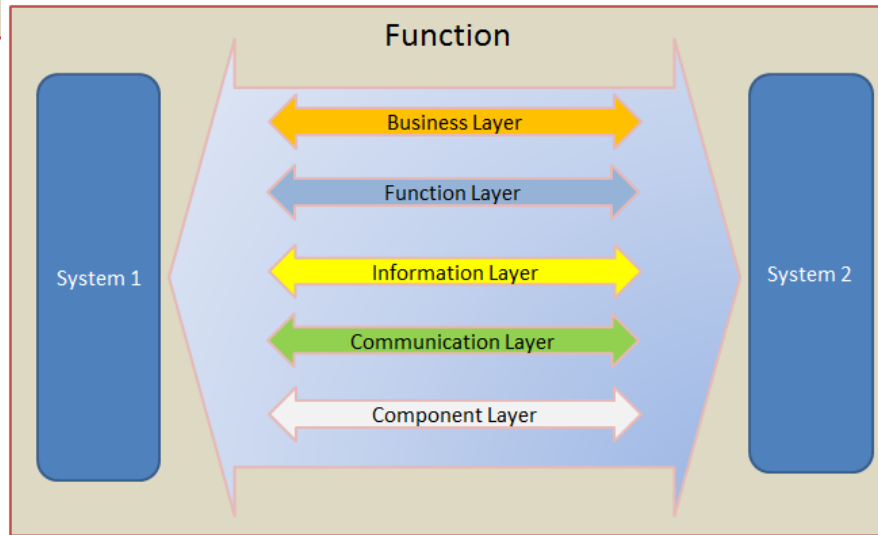 Function
Business Layer
Function Layer
System 1
Information Layer
System 2
Communication Layer
Component Layer